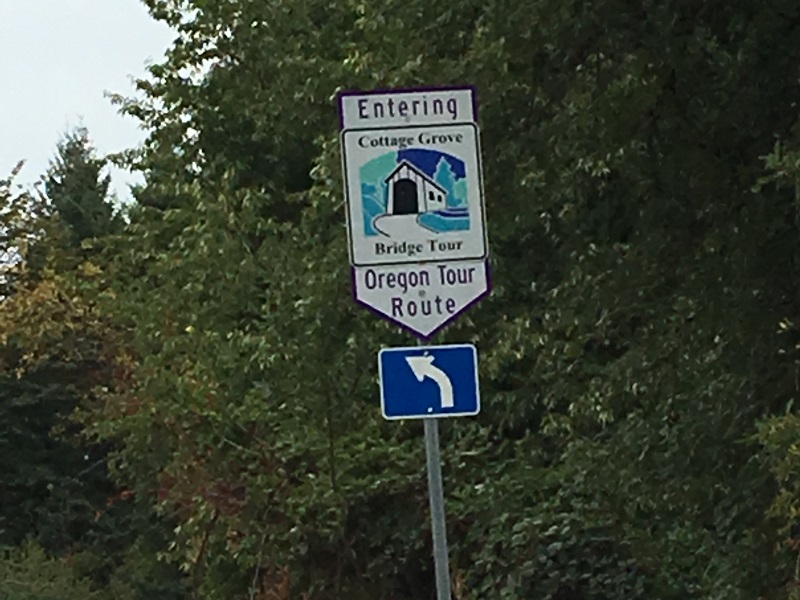 Entering
Cottage Grove
Bridge Tour
Oregon Tour
Route